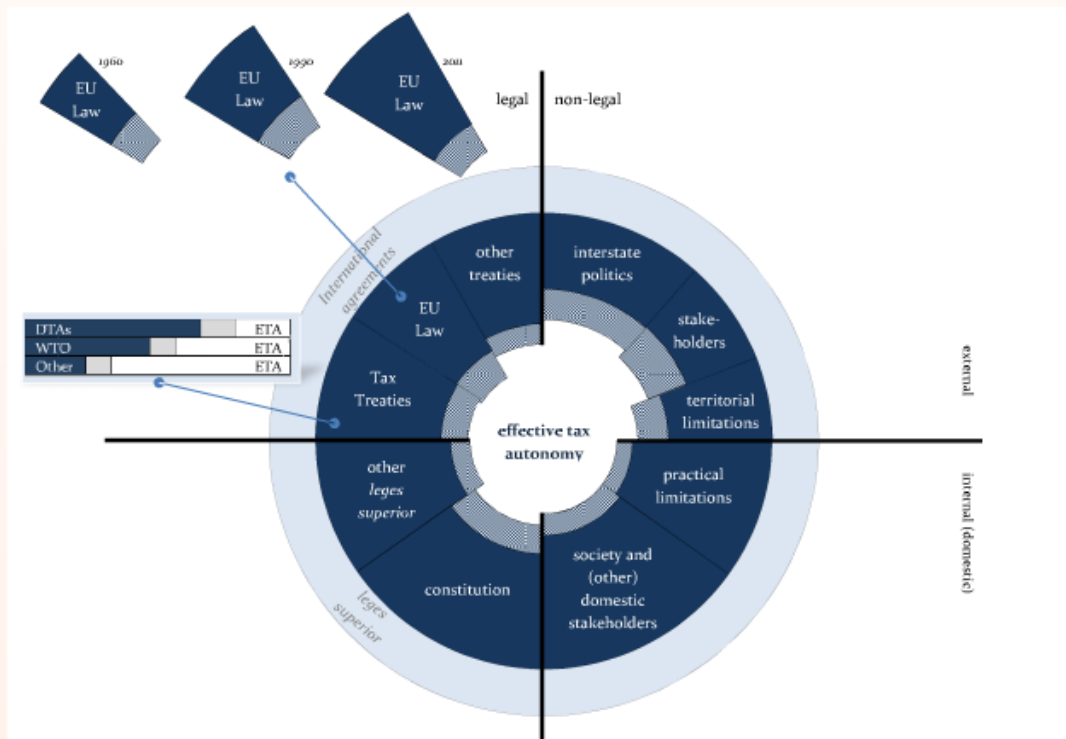 1960
EU
Law
1990
EU
Law
2011
EU
Law
legal
non-legal
International
agreements
other
treaties
interstate
politics
EU
Law
stake-
holders
DTAs ETA
WTO ETA
Other ETA
Tax
Treaties
territorial
limitations
external
effective tax
autonomy
other
leges
superior
practical
limitations
internal (domestic)
constitution
society and
(other)
domestic
stakeholders
leges
superior